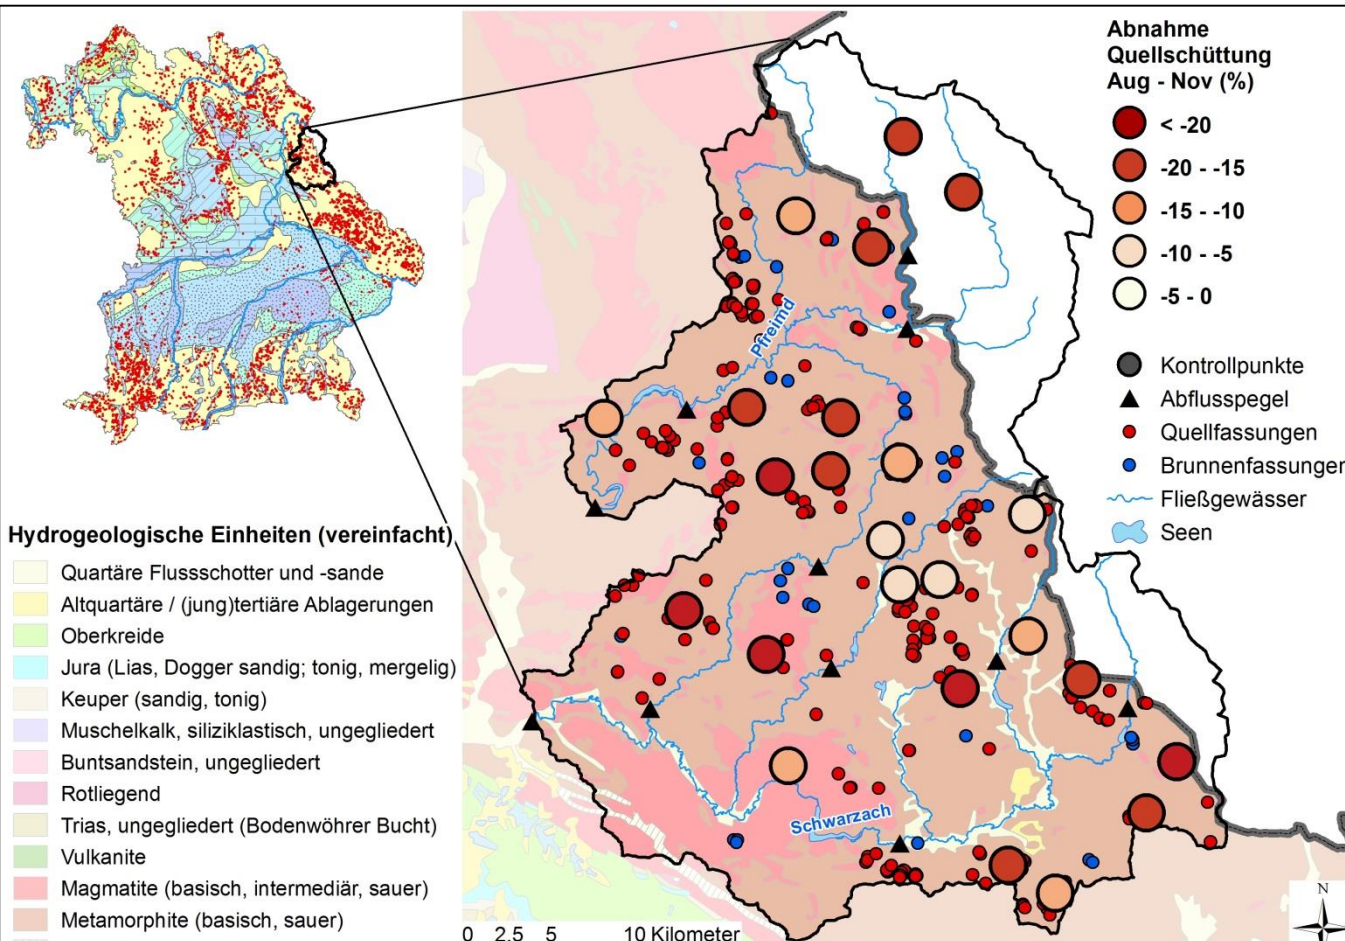 Abnahme
Quellschüttung
Aug - Nov (%)
< -20
-20 - -15
-15 - -10
-10 - -5
-5 - 0
Kontrollpunkte
Abflusspegel
Quellfassungen
Brunnenfassungen
Fließgewässer
Seen
Pfreimd
Schwarzach
Hydrogeologische Einheiten (vereinfacht)
Quartäre Flussschotter und -sande
Altquartäre / (jung)tertiäre Ablagerungen
Oberkreide
Jura (Lias, Dogger sandig; tonig, mergelig)
Keuper (sandig, tonig)
Muschelkalk, siliziklastisch, ungegliedert
Buntsandstein, ungegliedert
Rotliegend
Trias, ungegliedert (Bodenwöhrer Bucht)
Vulkanite
Magmatite (basisch, intermediär, sauer)
Metamorphite (basisch, sauer)
0 2,5 5 10 Kilometer
N